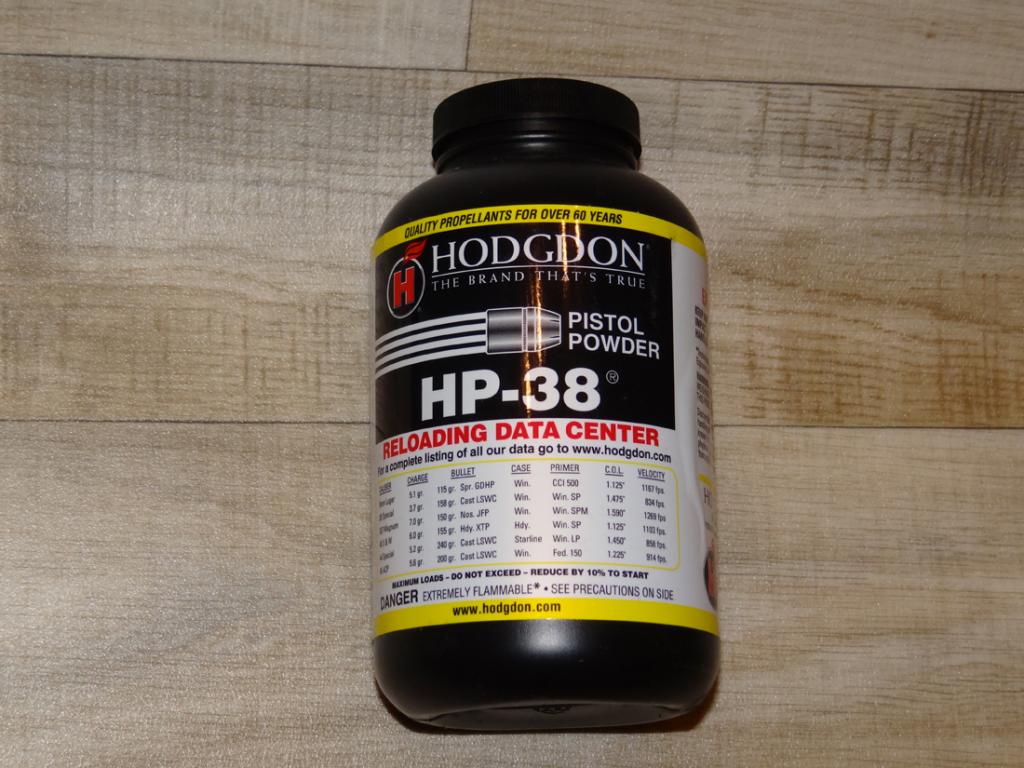 QUALITY PROPELLANTS FOR OVER 60 YEARS
H HODGDON®
THE BRAND THAT'S TRUE
PISTOL
POWDER
HP-38®
RELOADING DATA CENTER
For a complete listing of all our data go to www.hodgdon.com
CHARGE BULLET CASE PRIMER C.O.L. VELOCITY
5.1 gr. 115 gr. Spr. GDHP Win. CCI 500 1.125" 1167 fps.
3.7 gr. 158 gr. Cast LSWC Win. Win. SP 1.475" 834 fps.
7.0 gr. 150 gr. Nos. JFP Win. Win. SPM 1.590" 1269 fps.
6.0 gr. 155 gr. Hdy. XTP Hdy. Win. SP 1.125" 1103 fps.
5.2 gr. 240 gr. Cast LSWC Starline Win. LP 1.450" fps.
5.6 gr. 200 gr. Cast LSWC Win. Fed. 150 1.225" 914 fps.
MAXIMUM LOADS – DO NOT EXCEED – REDUCE BY 10% TO START
DANGER EXTREMELY FLAMMABLE* • SEE PRECAUTIONS ON SIDE
www.hodgdon.com